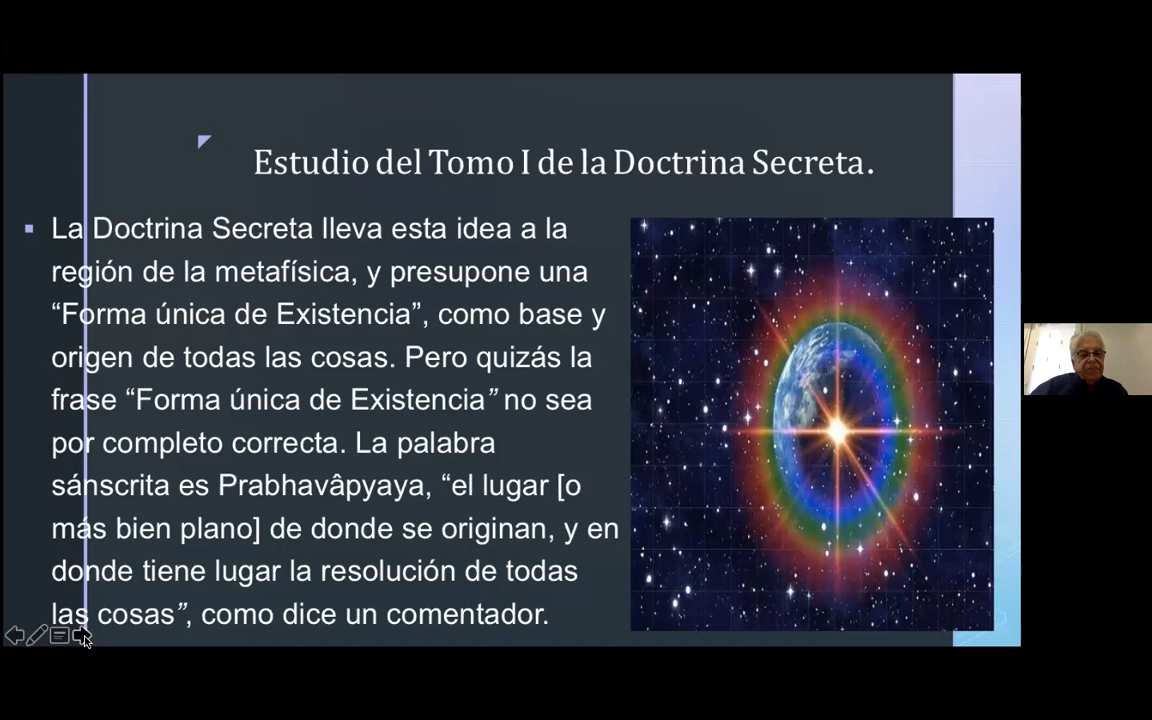 Estudio del Tomo I de la Doctrina Secreta.
La Doctrina Secreta lleva esta idea a la
región de la metafísica, y presupone una
“Forma única de Existencia”, como base y
origen de todas las cosas. Pero quizás la
frase “Forma única de Existencia” no sea
por completo correcta. La palabra
sánscrita es Prabhavâpyaya, “el lugar [o
más bien plano] de donde se originan, y en
donde tiene lugar la resolución de todas
las cosas”, como dice un comentador.